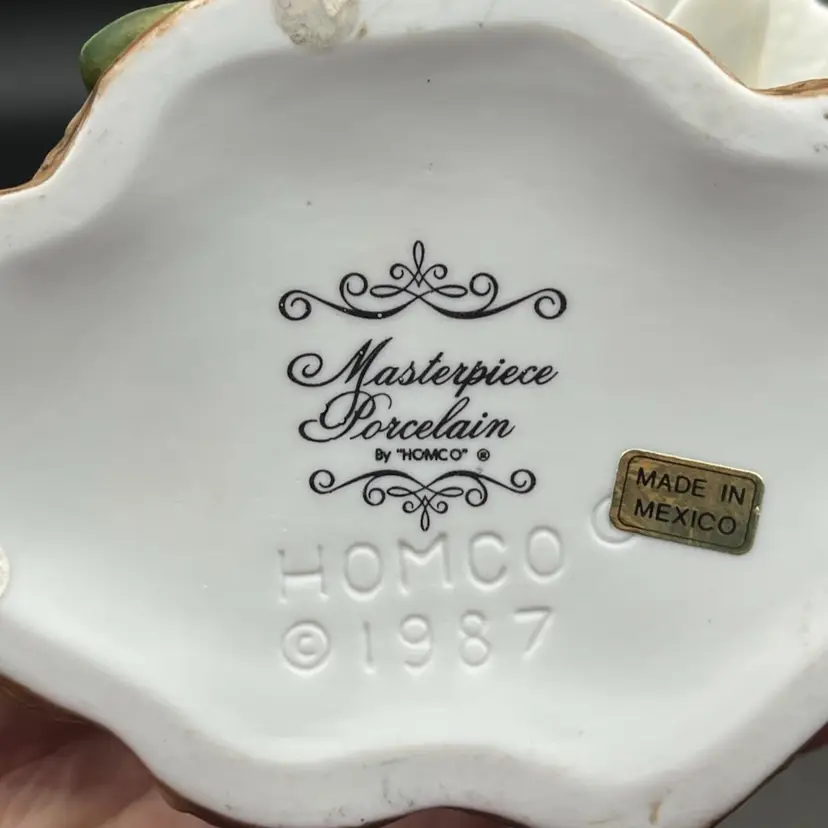 Masterpiece
Porcelain
By "HOMCO" ®
MADE IN
MEXICO
HOMCO ©
©1987